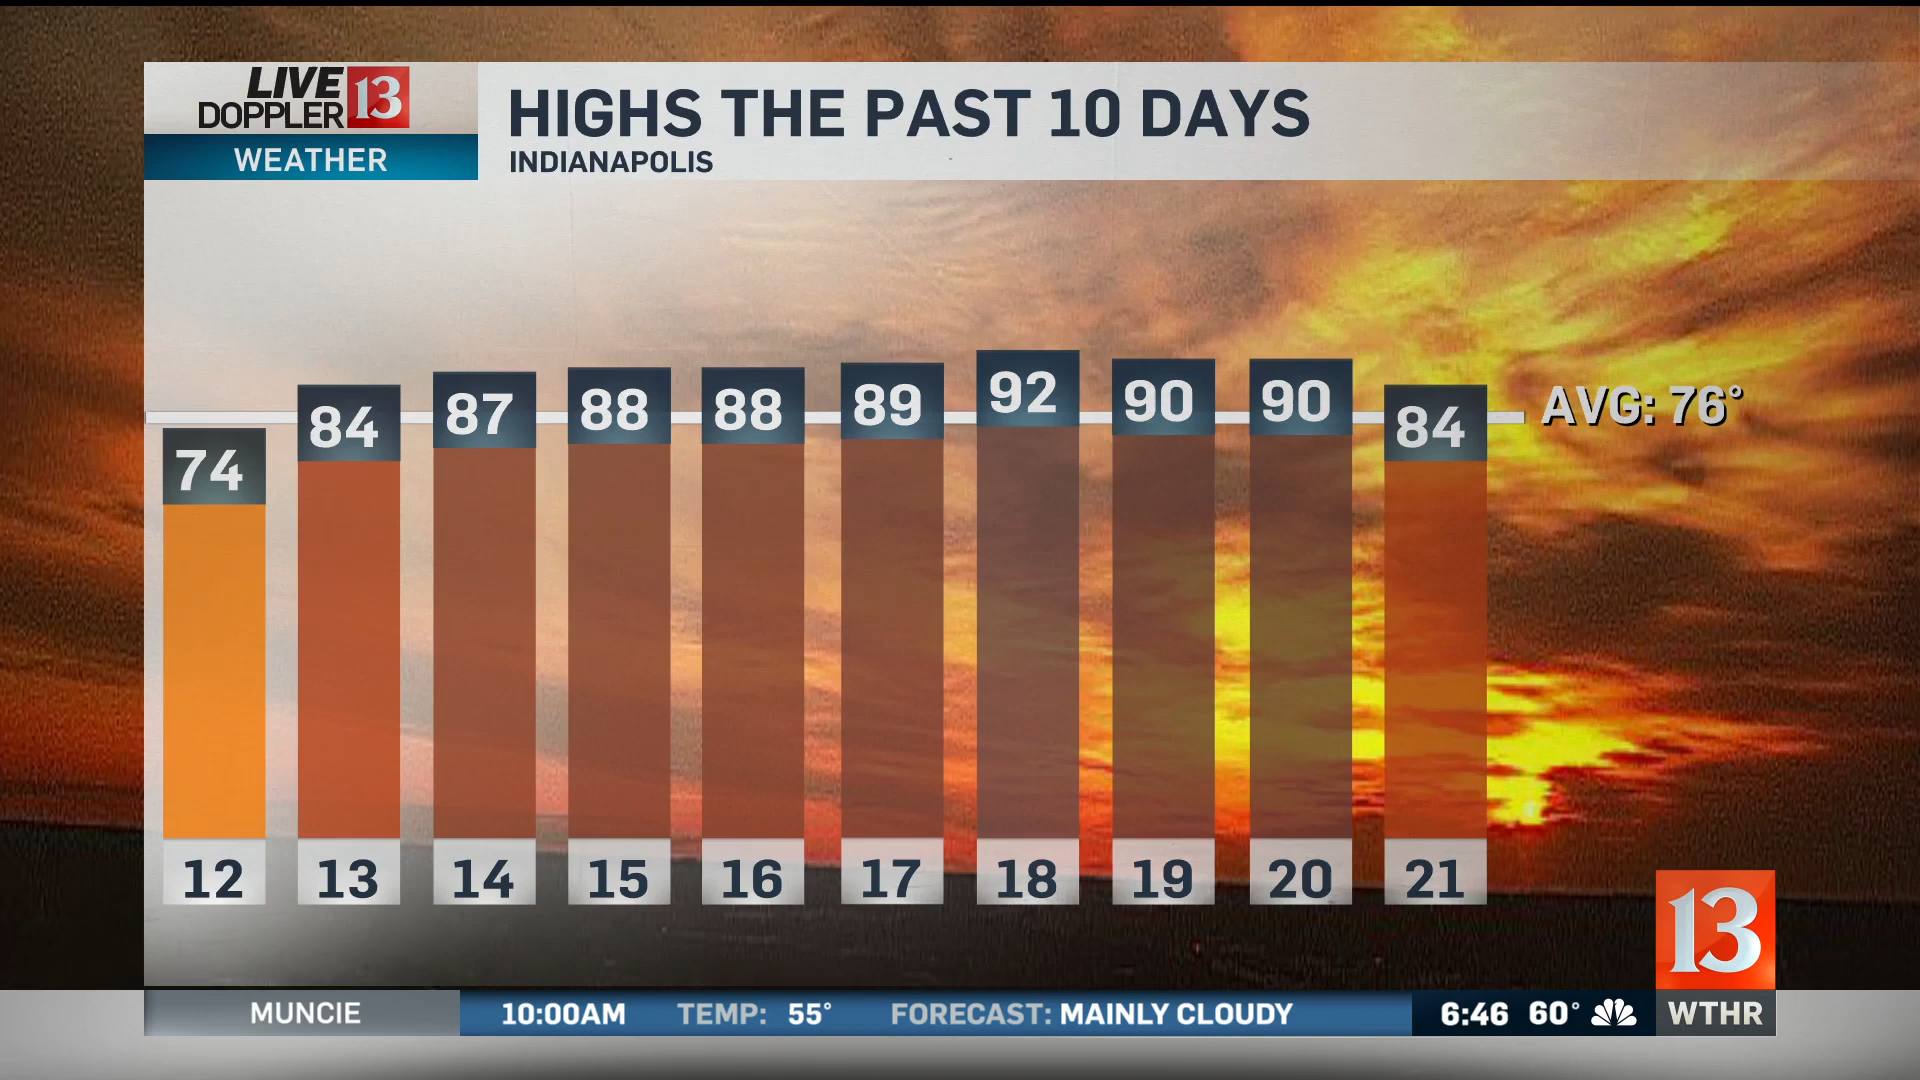 LIVE
DOPPLER 13
WEATHER
HIGHS THE PAST 10 DAYS
INDIANAPOLIS
74 84 87 88 88 89 92 90 90 84
AVG: 76°
12 13 14 15 16 17 18 19 20 21
13
MUNCIE 10:00AM TEMP: 55° FORECAST: MAINLY CLOUDY 6:46 60° WTHR